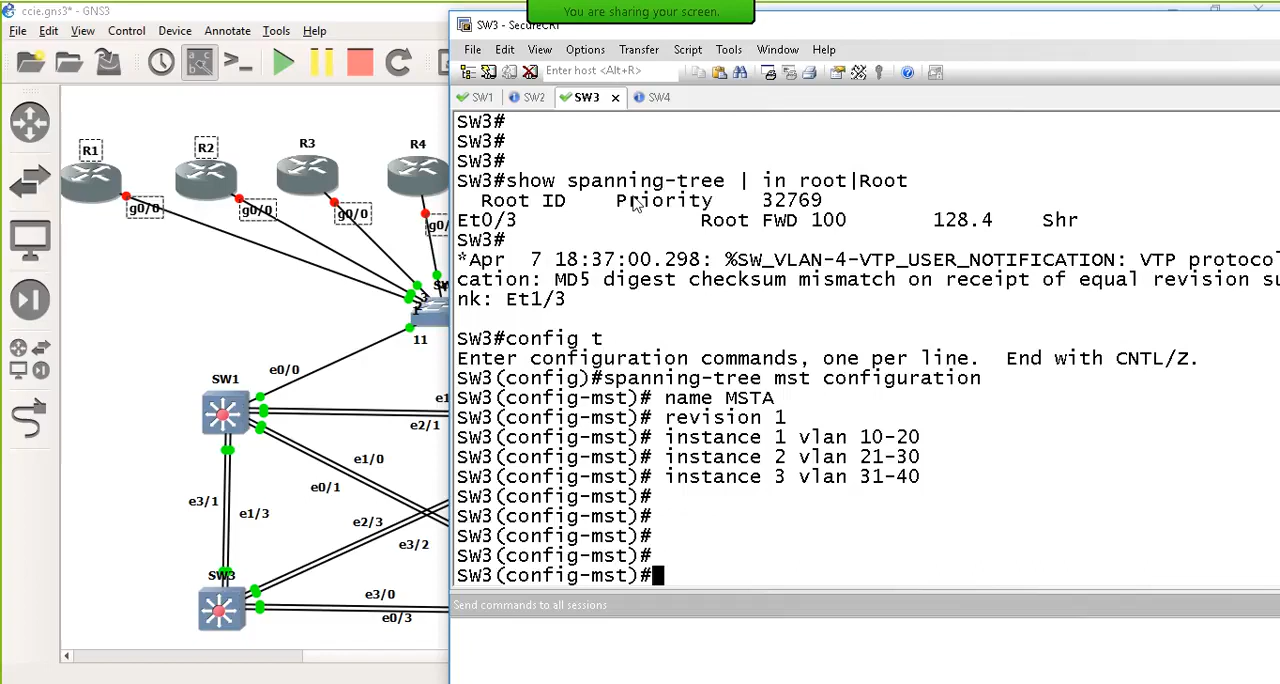 You are sharing your screen.
ccie.gns3* - GNS3
File Edit View Control Device Annotate Tools Help
SW3 - SecureCRT
File Edit View Options Transfer Script Tools Window Help
Enter host <Alt+R>
SW1 SW2 SW3 x SW4
R1
R2
R3
R4
g0/0
g0/0
g0/0
g0/
3
2
1
11
e0/0
SW1
e2/1
e1/0
e0/1
e3/1
e1/3
e2/3
e3/2
SW3
e3/0
e0/3
SW3#
SW3#
SW3#
SW3#show spanning-tree | in root|Root
Root ID Priority 32769
Et0/3 Root FWD 100 128.4 Shr
SW3#
*Apr 7 18:37:00.298: %SW_VLAN-4-VTP_USER_NOTIFICATION: VTP protocol
cation: MD5 digest checksum mismatch on receipt of equal revision su
nk: Et1/3
SW3#config t
Enter configuration commands, one per line. End with CNTL/Z.
SW3(config)#spanning-tree mst configuration
SW3(config-mst)# name MSTA
SW3(config-mst)# revision 1
SW3(config-mst)# instance 1 vlan 10-20
SW3(config-mst)# instance 2 vlan 21-30
SW3(config-mst)# instance 3 vlan 31-40
SW3(config-mst)#
SW3(config-mst)#
SW3(config-mst)#
SW3(config-mst)#
SW3(config-mst)#
Send commands to all sessions